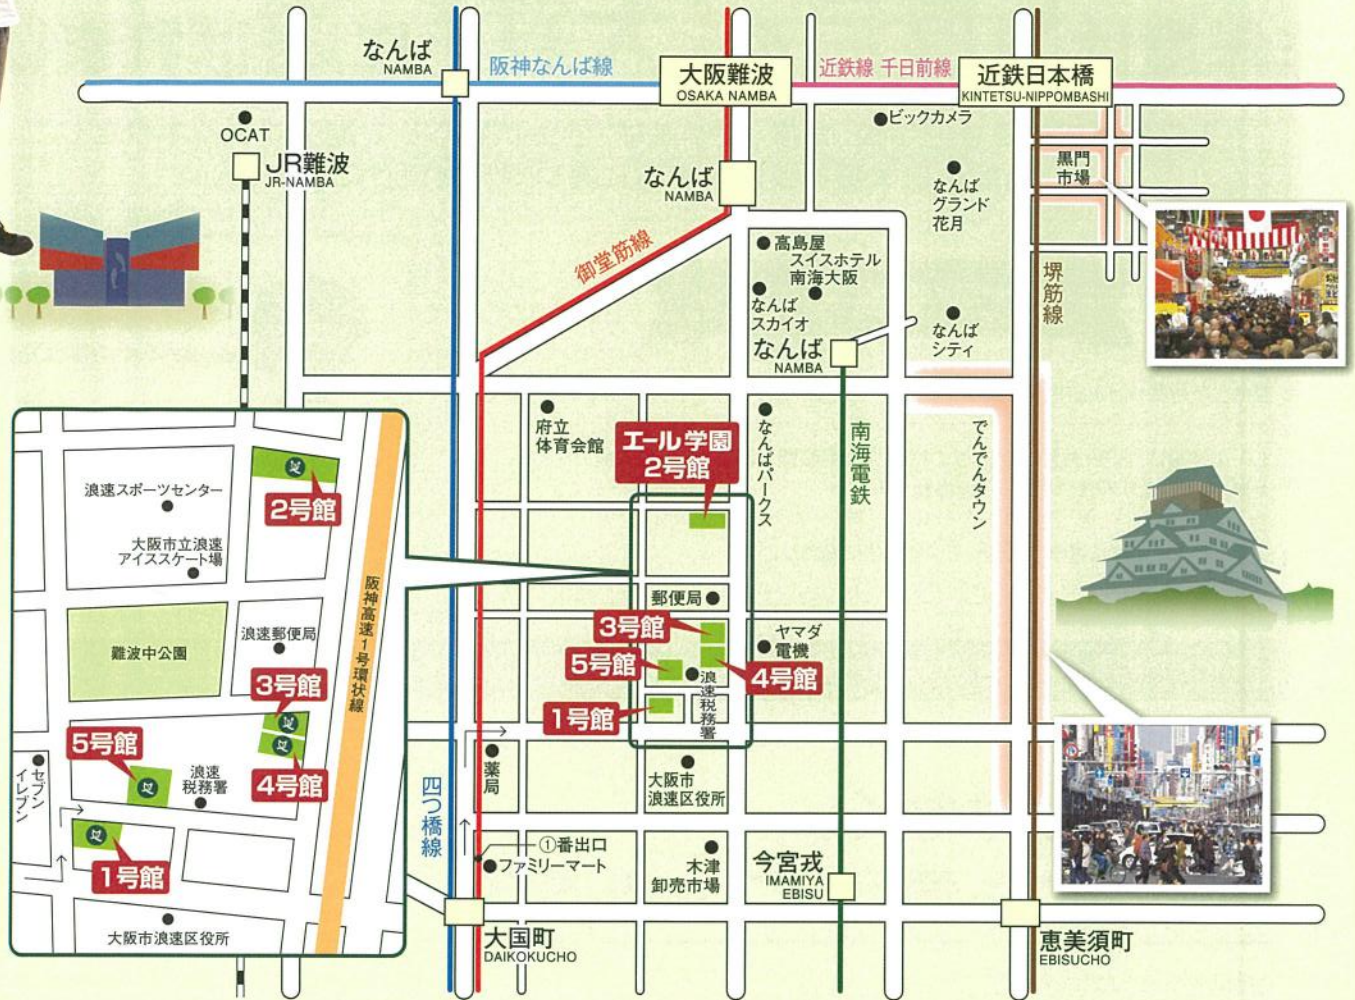 なんば
NAMBA
阪神なんば線
大阪難波
OSAKA NAMBA
近鉄線 千日前線
近鉄日本橋
KINTETSU-NIPPOMBASHI
OCAT
JR難波
JR-NAMBA
なんば
NAMBA
ビックカメラ
なんば
グランド
花月
黒門
市場
御堂筋線
高島屋
スイスホテル
南海大阪
なんば
スカイオ
なんば
NAMBA
なんば
シティ
堺筋線
府立
体育会館
エール学園
2号館
なんばパークス
南海電鉄
でんでんタウン
郵便局
3号館
5号館
4号館
1号館
浪速税務署
ヤマダ
電機
薬局
大阪市
浪速区役所
四つ橋線
①番出口
ファミリーマート
木津
卸売市場
今宮戎
IMAMIYA
EBISU
大国町
DAIKOKUCHO
恵美須町
EBISUCHO
2号館
浪速スポーツセンター
大阪市立浪速
アイススケート場
阪神高速1号環状線
難波中公園
浪速郵便局
3号館
5号館
4号館
浪速
税務署
セブン
イレブン
1号館
大阪市浪速区役所